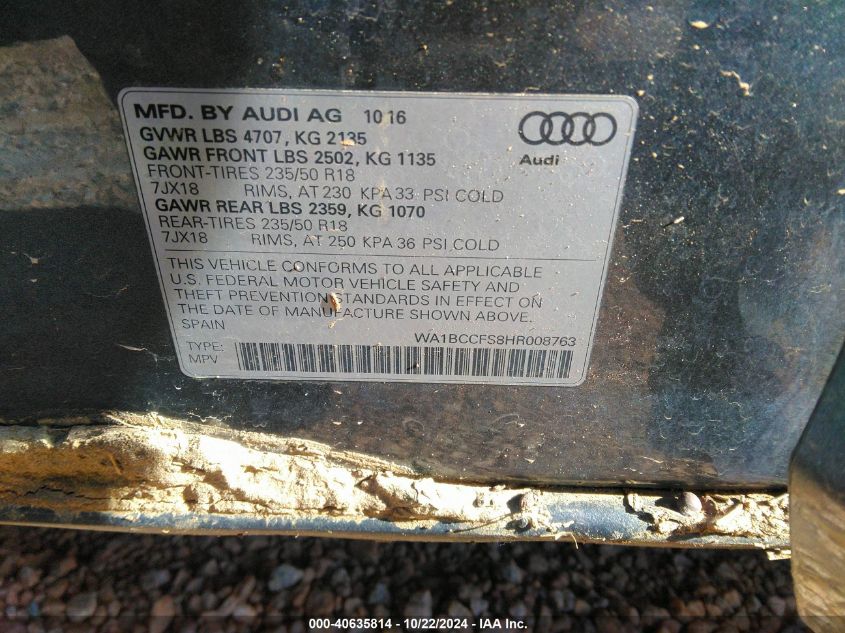 MFD. BY AUDI AG 10 16
GVWR LBS 4707, KG 2135
GAWR FRONT LBS 2502, KG 1135
FRONT-TIRES 235/50 R18
7JX18 RIMS, AT 230 KPA 33 PSI COLD
GAWR REAR LBS 2359, KG 1070
REAR-TIRES 235/50 R18
7JX18 RIMS, AT 250 KPA 36 PSI COLD
Audi
THIS VEHICLE CONFORMS TO ALL APPLICABLE
U.S. FEDERAL MOTOR VEHICLE SAFETY AND
THEFT PREVENTION STANDARDS IN EFFECT ON
THE DATE OF MANUFACTURE SHOWN ABOVE.
SPAIN
WA1BCCFS8HR008763
TYPE:
MPV
000-40635814 - 10/22/2024 - IAA Inc.